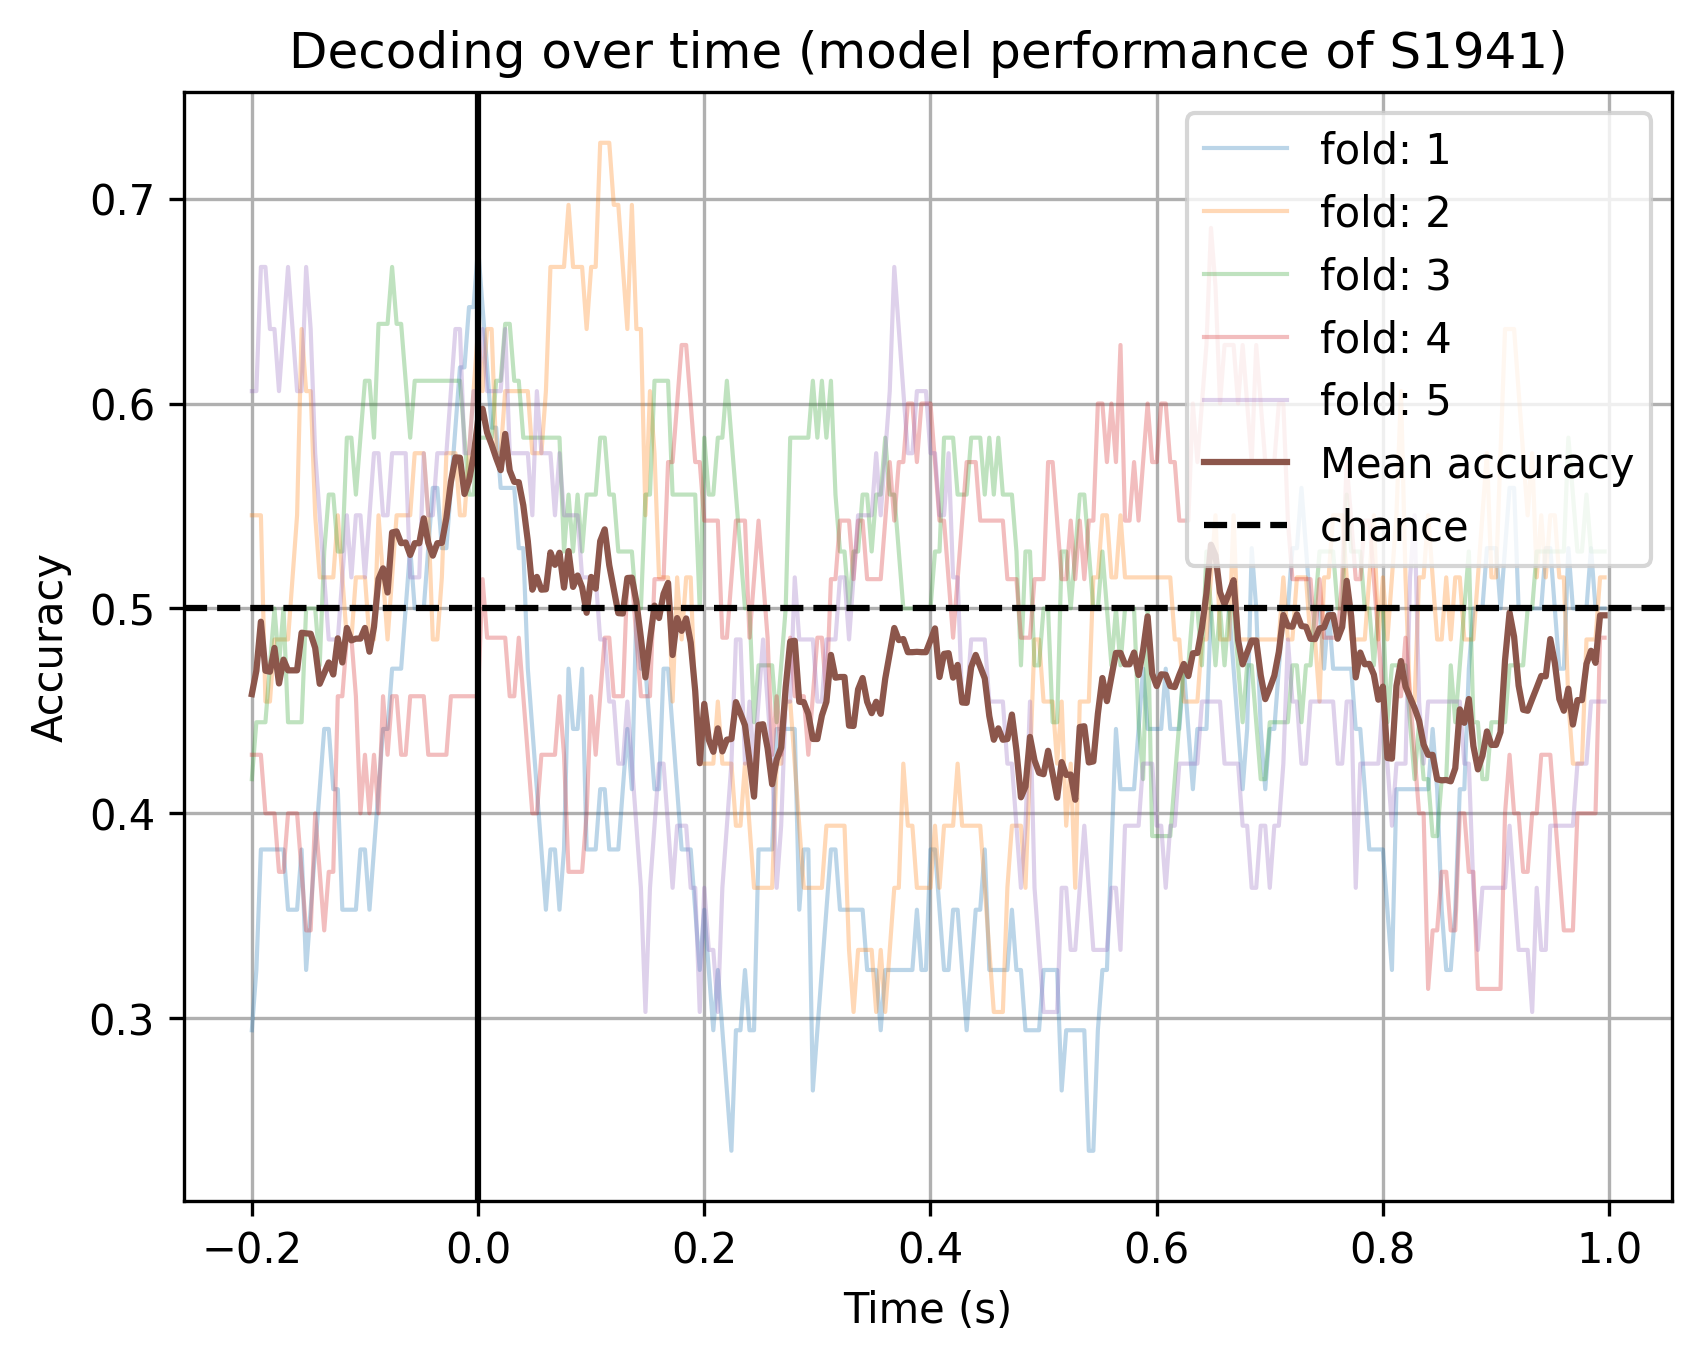 Decoding over time (model performance of S1941)
fold: 1
fold: 2
fold: 3
fold: 4
fold: 5
Mean accuracy
chance
Accuracy
0.7
0.6
0.5
0.4
0.3
−0.2 0.0 0.2 0.4 0.6 0.8 1.0
Time (s)